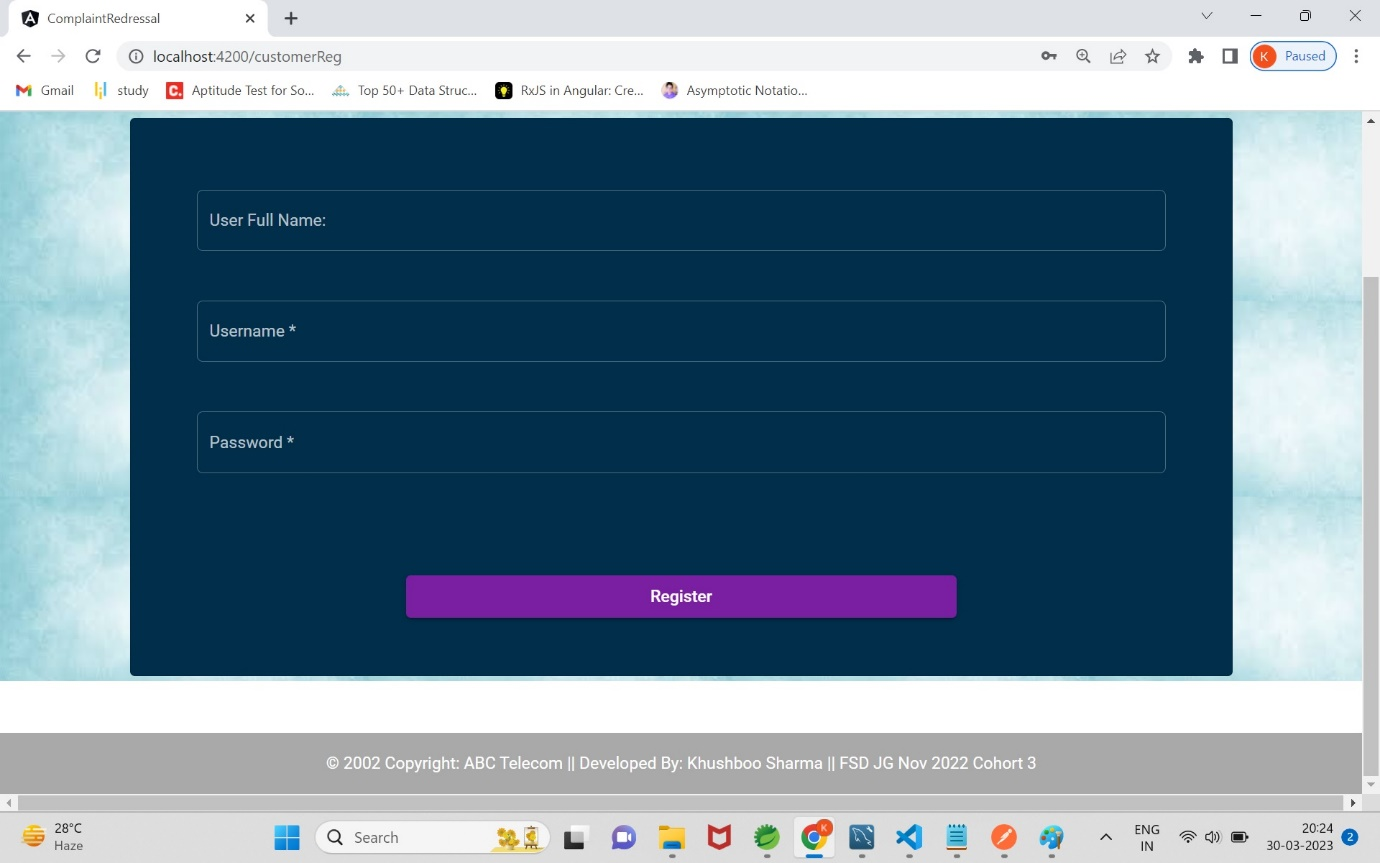 ComplaintRedressal
localhost:4200/customerReg
K Paused
Gmail study C. Aptitude Test for So... Top 50+ Data Struc... RxJS in Angular: Cre... Asymptotic Notatio...
User Full Name:
Username *
Password *
Register
© 2002 Copyright: ABC Telecom || Developed By: Khushboo Sharma || FSD JG Nov 2022 Cohort 3
28°C
Haze
Search
K
ENG
IN
20:24
30-03-2023
2